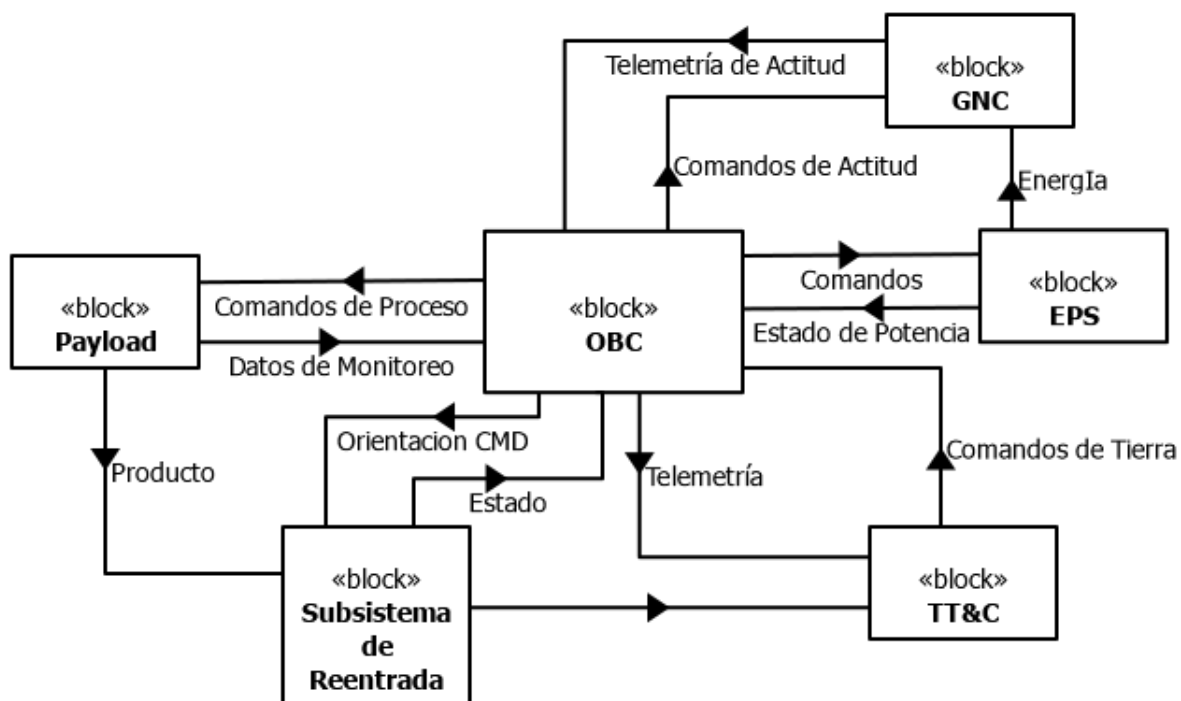 Telemetría de Actitud
«block»
GNC
Comandos de Actitud
EnergIa
«block»
Payload
Comandos de Proceso
Datos de Monitoreo
«block»
OBC
Comandos
Estado de Potencia
«block»
EPS
Orientacion CMD
Producto
Estado
Telemetría
Comandos de Tierra
«block»
Subsistema
de
Reentrada
«block»
TT&C